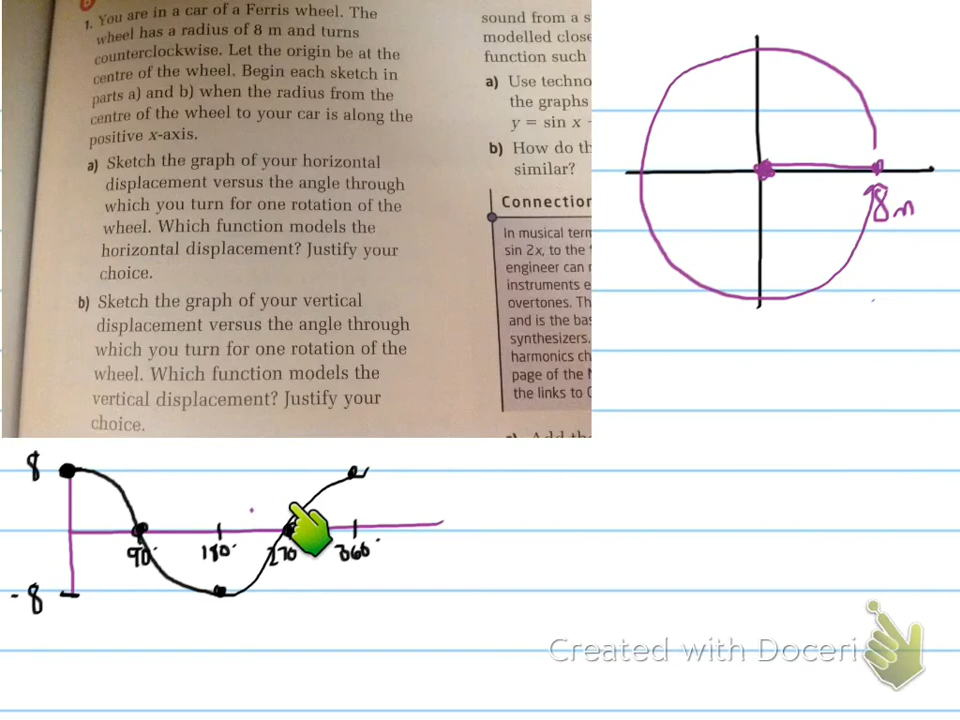 1. You are in a car of a Ferris wheel. The
wheel has a radius of 8 m and turns
counterclockwise. Let the origin be at the
centre of the wheel. Begin each sketch in
parts a) and b) when the radius from the
centre of the wheel to your car is along the
positive x-axis.
a) Sketch the graph of your horizontal
displacement versus the angle through
which you turn for one rotation of the
wheel. Which function models the
horizontal displacement? Justify your
choice.
b) Sketch the graph of your vertical
displacement versus the angle through
which you turn for one rotation of the
wheel. Which function models the
vertical displacement? Justify your
choice.
sound from a s
modelled close
function such
a) Use techno
the graphs
y = sin x
b) How do th
similar?
Connection
In musical term
sin 2x, to the
engineer can
instruments e
overtones. Th
and is the bas
synthesizers.
harmonics ch
page of the
the links to
Add the
8m
8
-8
90° 180° 270 360°
Created with Doceri